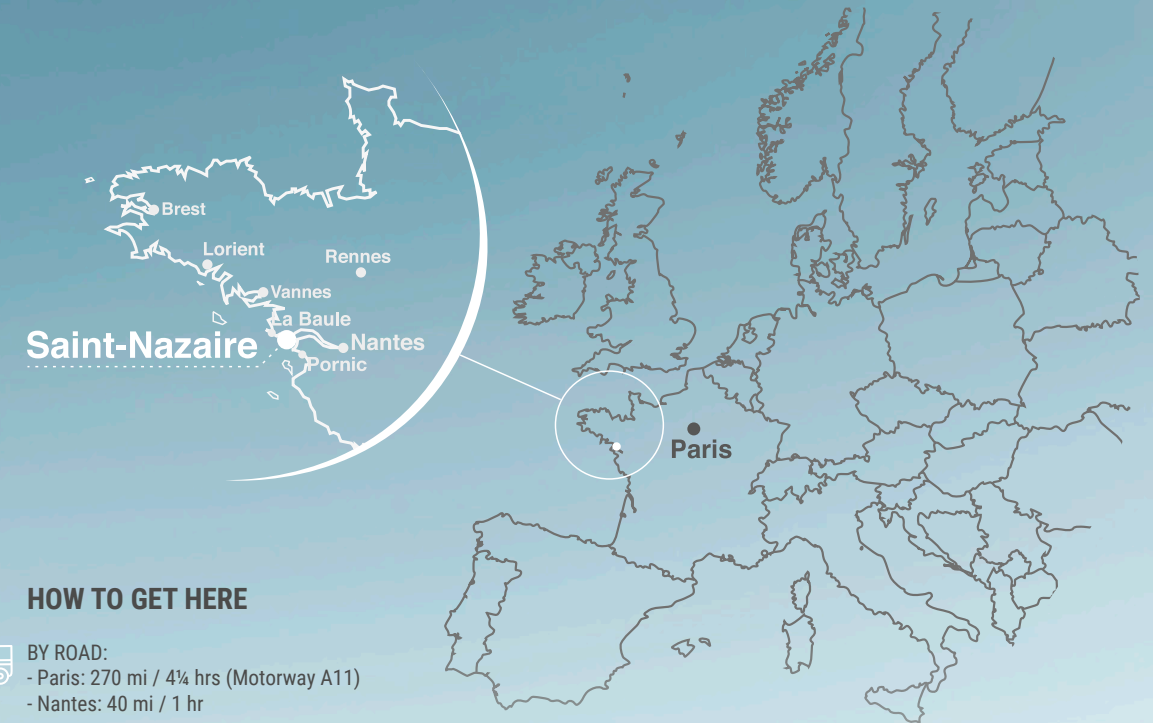 Brest
Lorient
Rennes
Vannes
La Baule
Saint-Nazaire
Nantes
Pornic
Paris
HOW TO GET HERE
BY ROAD:
- Paris: 270 mi / 4¼ hrs (Motorway A11)
- Nantes: 40 mi / 1 hr